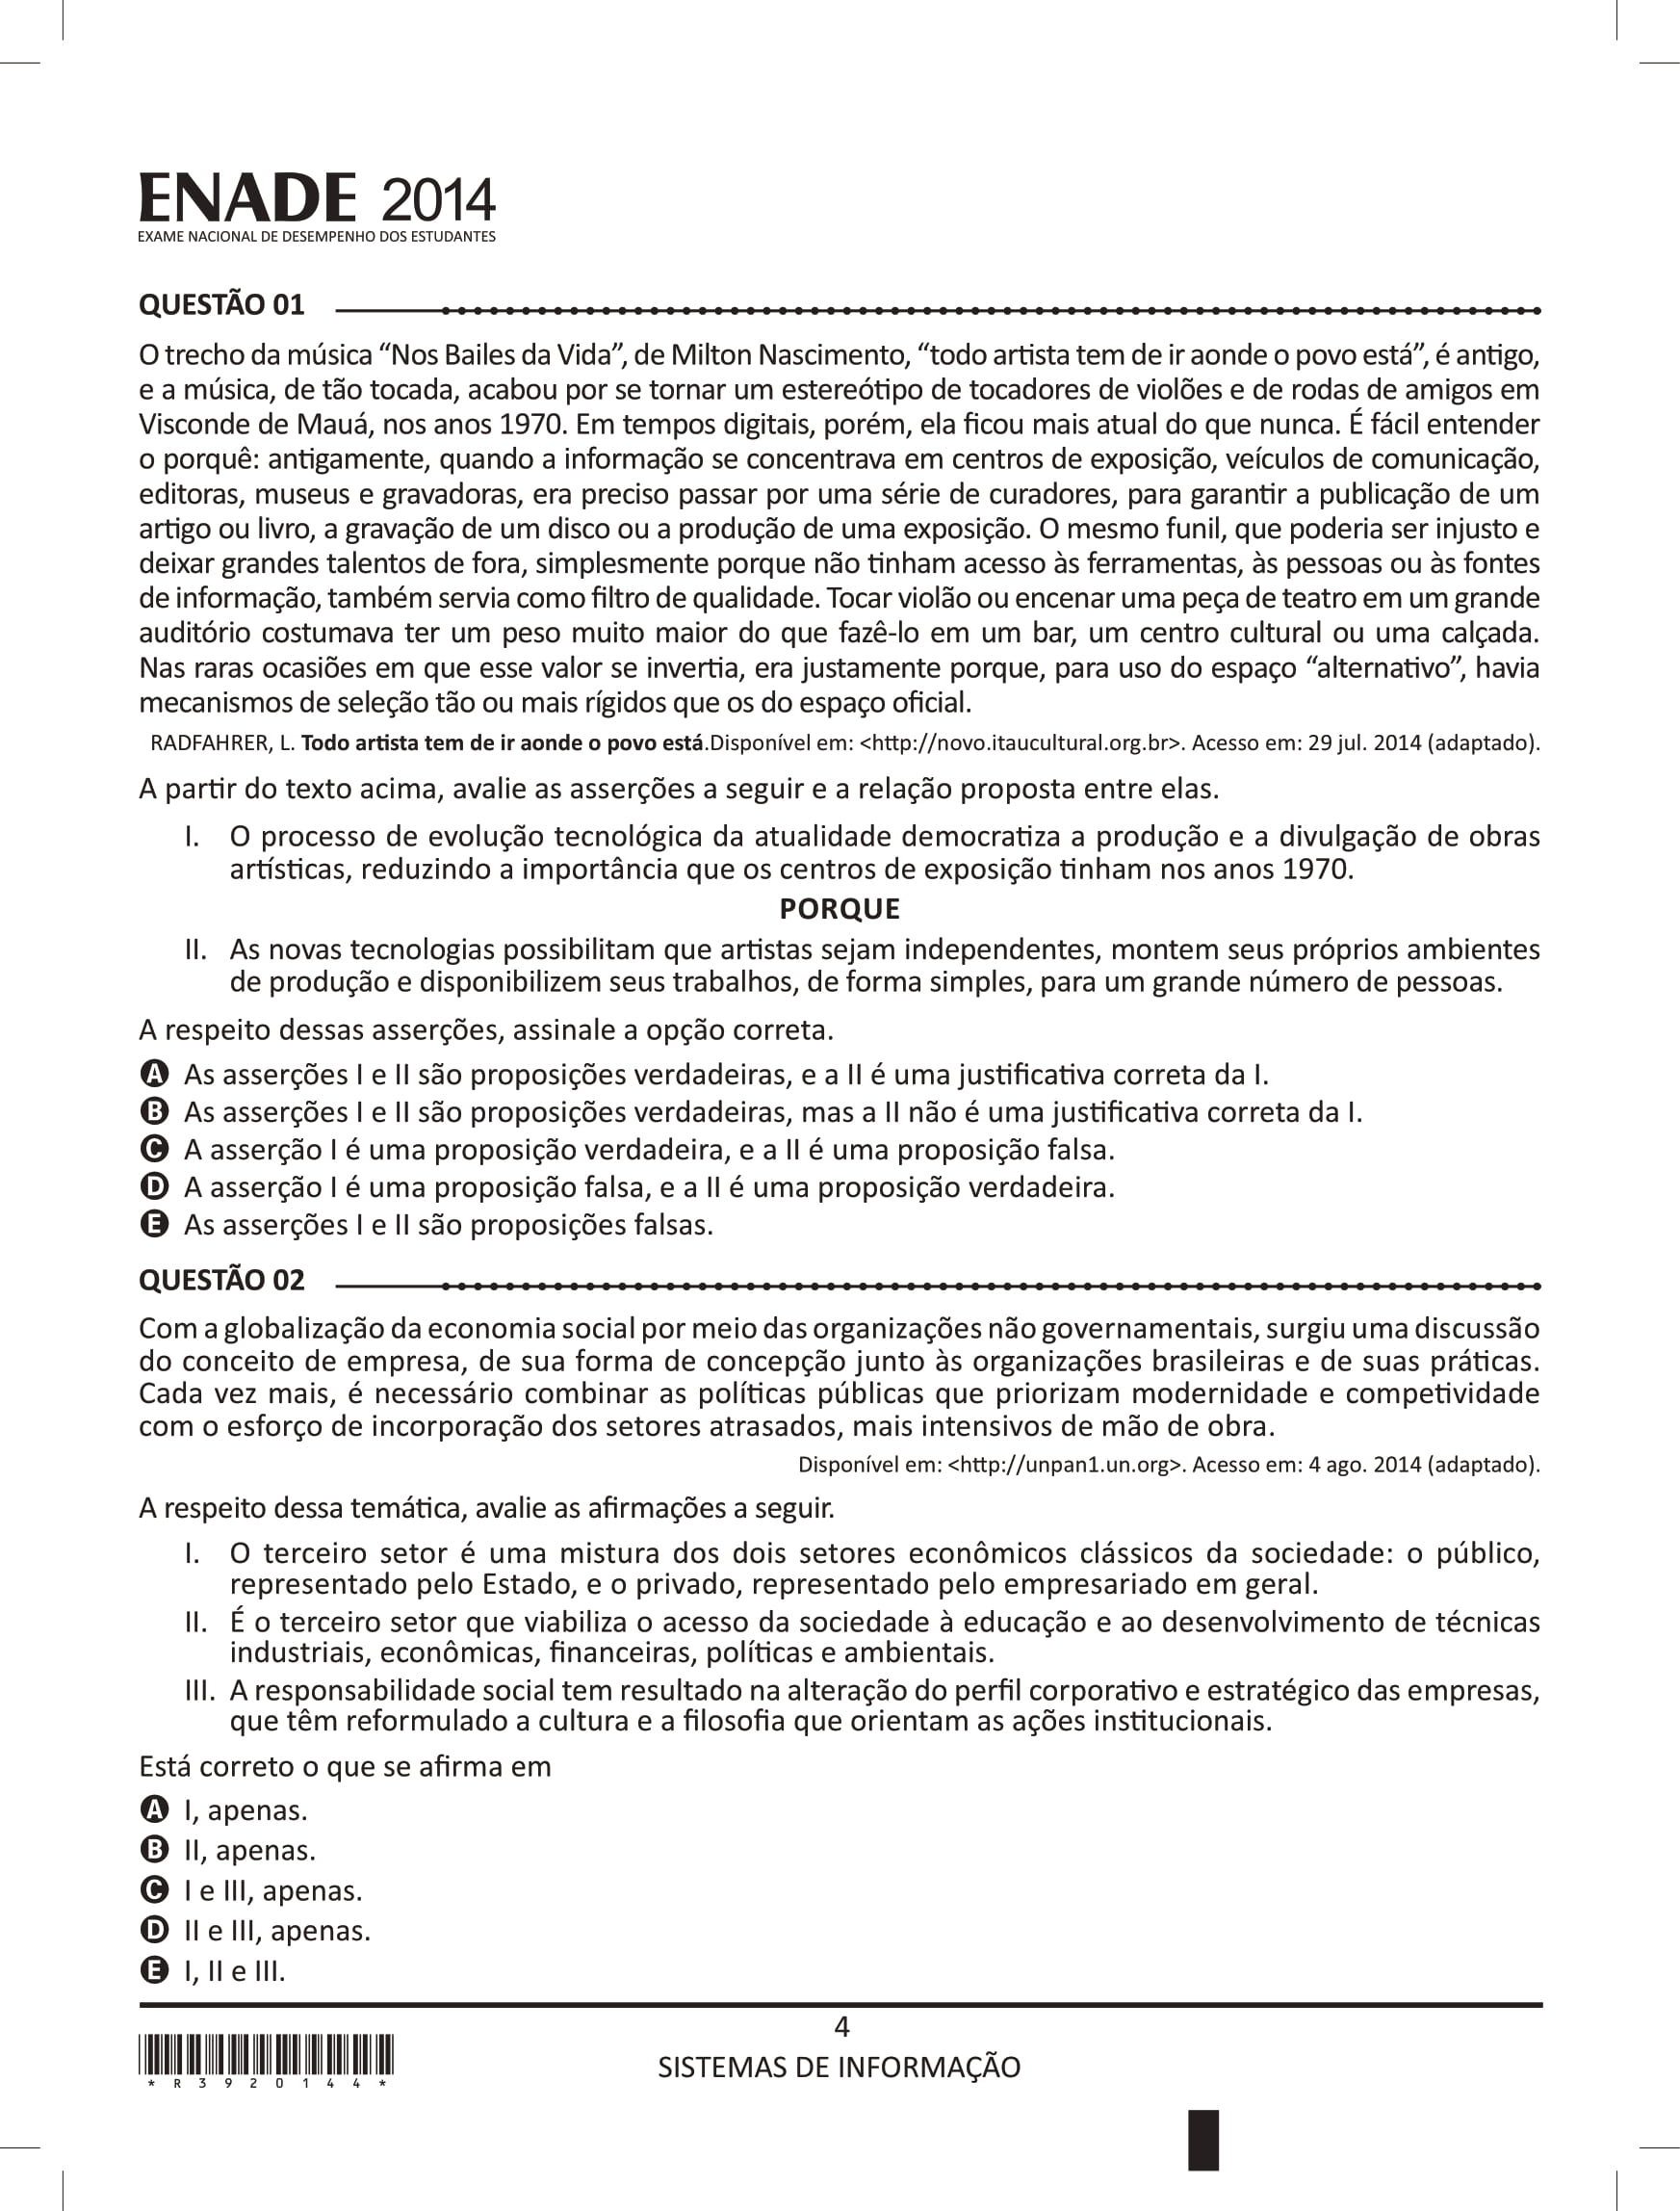 ENADE 2014
EXAME NACIONAL DE DESEMPENHO DOS ESTUDANTES
QUESTÃO 01
O trecho da música “Nos Bailes da Vida”, de Milton Nascimento, “todo artista tem de ir aonde o povo está”, é antigo,
e a música, de tão tocada, acabou por se tornar um estereótipo de tocadores de violões e de rodas de amigos em
Visconde de Mauá, nos anos 1970. Em tempos digitais, porém, ela ficou mais atual do que nunca. É fácil entender
o porquê: antigamente, quando a informação se concentrava em centros de exposição, veículos de comunicação,
editoras, museus e gravadoras, era preciso passar por uma série de curadores, para garantir a publicação de um
artigo ou livro, a gravação de um disco ou a produção de uma exposição. O mesmo funil, que poderia ser injusto e
deixar grandes talentos de fora, simplesmente porque não tinham acesso às ferramentas, às pessoas ou às fontes
de informação, também servia como filtro de qualidade. Tocar violão ou encenar uma peça de teatro em um grande
auditório costumava ter um peso muito maior do que fazê-lo em um bar, um centro cultural ou uma calçada.
Nas raras ocasiões em que esse valor se invertia, era justamente porque, para uso do espaço “alternativo”, havia
mecanismos de seleção tão ou mais rígidos que os do espaço oficial.
RADFAHRER, L. Todo artista tem de ir aonde o povo está.Disponível em: <http://novo.itaucultural.org.br>. Acesso em: 29 jul. 2014 (adaptado).
A partir do texto acima, avalie as asserções a seguir e a relação proposta entre elas.
I. O processo de evolução tecnológica da atualidade democratiza a produção e a divulgação de obras
artísticas, reduzindo a importância que os centros de exposição tinham nos anos 1970.
PORQUE
II. As novas tecnologias possibilitam que artistas sejam independentes, montem seus próprios ambientes
de produção e disponibilizem seus trabalhos, de forma simples, para um grande número de pessoas.
A respeito dessas asserções, assinale a opção correta.
A As asserções I e II são proposições verdadeiras, e a II é uma justificativa correta da I.
B As asserções I e II são proposições verdadeiras, mas a II não é uma justificativa correta da I.
C A asserção I é uma proposição verdadeira, e a II é uma proposição falsa.
D A asserção I é uma proposição falsa, e a II é uma proposição verdadeira.
E As asserções I e II são proposições falsas.
QUESTÃO 02
Com a globalização da economia social por meio das organizações não governamentais, surgiu uma discussão
do conceito de empresa, de sua forma de concepção junto às organizações brasileiras e de suas práticas.
Cada vez mais, é necessário combinar as políticas públicas que priorizam modernidade e competividade
com o esforço de incorporação dos setores atrasados, mais intensivos de mão de obra.
Disponível em: <http://unpan1.un.org>. Acesso em: 4 ago. 2014 (adaptado).
A respeito dessa temática, avalie as afirmações a seguir.
I. O terceiro setor é uma mistura dos dois setores econômicos clássicos da sociedade: o público,
representado pelo Estado, e o privado, representado pelo empresariado em geral.
II. É o terceiro setor que viabiliza o acesso da sociedade à educação e ao desenvolvimento de técnicas
industriais, econômicas, financeiras, políticas e ambientais.
III. A responsabilidade social tem resultado na alteração do perfil corporativo e estratégico das empresas,
que têm reformulado a cultura e a filosofia que orientam as ações institucionais.
Está correto o que se afirma em
A I, apenas.
B II, apenas.
C I e III, apenas.
D II e III, apenas.
E I, II e III.
4
SISTEMAS DE INFORMAÇÃO
* R 3 9 2 0 1 4 4 *